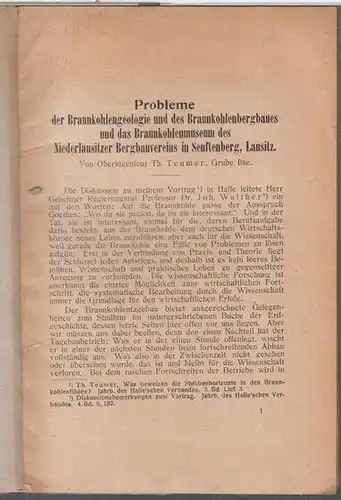 Probleme
der Braunkohlengeologie und des Braunkohlenbergbaues
und das Braunkohlenmuseum des
Niederlausitzer Bergbauvereins in Senftenberg, Lausitz.
Von Oberingenieur Th. Teumer, Grube Ilse.
Die Diskussion zu meinem Vortrag¹) in Halle leitete Herr
Geheimer Regierungsrat Professor Dr. Joh. Walther²) ein
mit den Worten: Auf die Braunkohle passe der Ausspruch
Goethes: „Wo du sie packst, da ist sie interessant.“ Und in der
Tat, sie ist interessant, einmal für die, deren Berufsaufgabe
darin besteht, aus der Braunkohle dem deutschen Wirtschafts-
körper neues Leben zuzuführen, aber auch für die Wissenschaft,
weil gerade die Braunkohle eine Fülle von Problemen zu lösen
aufgibt. Erst in der Verbindung von Praxis und Theorie liegt
der Schlüssel jeden Aufstiegs, und deshalb ist es kein leeres Be-
mühen, Wissenschaft und praktisches Leben zu gegenseitiger
Anregung zu verknüpfen. Die wissenschaftliche Forschung ist
anerkannt die einzige Möglichkeit zum wirtschaftlichen Fort-
schritt, die systematische Bearbeitung durch die Wissenschaft
immer die Grundlage für den wirtschaftlichen Erfolg.
Der Braunkohlentagebau bietet ausgezeichnete Gelegen-
heiten zum Studium im naturgeschriebenen Buche der Erd-
geschichte, dessen letzte Seiten hier offen vor uns liegen. Aber
wir müssen uns dabei beeilen, denn den einen Nachteil hat der
Tagebaubetrieb: Was er in der einen Stunde offenlegt, wischt
er in einer der nächsten Stunden beim fortschreitenden Abbau
vollständig aus. Was also in der Zwischenzeit nicht gesehen
oder übersehen wurde, das ist und bleibt für die Wissenschaft
verloren. Bei dem raschen Fortschreiten der Betriebe wird in
¹) Th. Teumer, Was beweisen die Stubbenhorizonte in den Braun-
kohlenflözen? Jahrb. des Halle'schen Verbandes, 3. Bd. Lief. 3.
²) Diskussionsbemerkungen zum Vortrag. Jahrb. des Halle'schen Ver-
bandes. 4. Bd. S. 182.
1